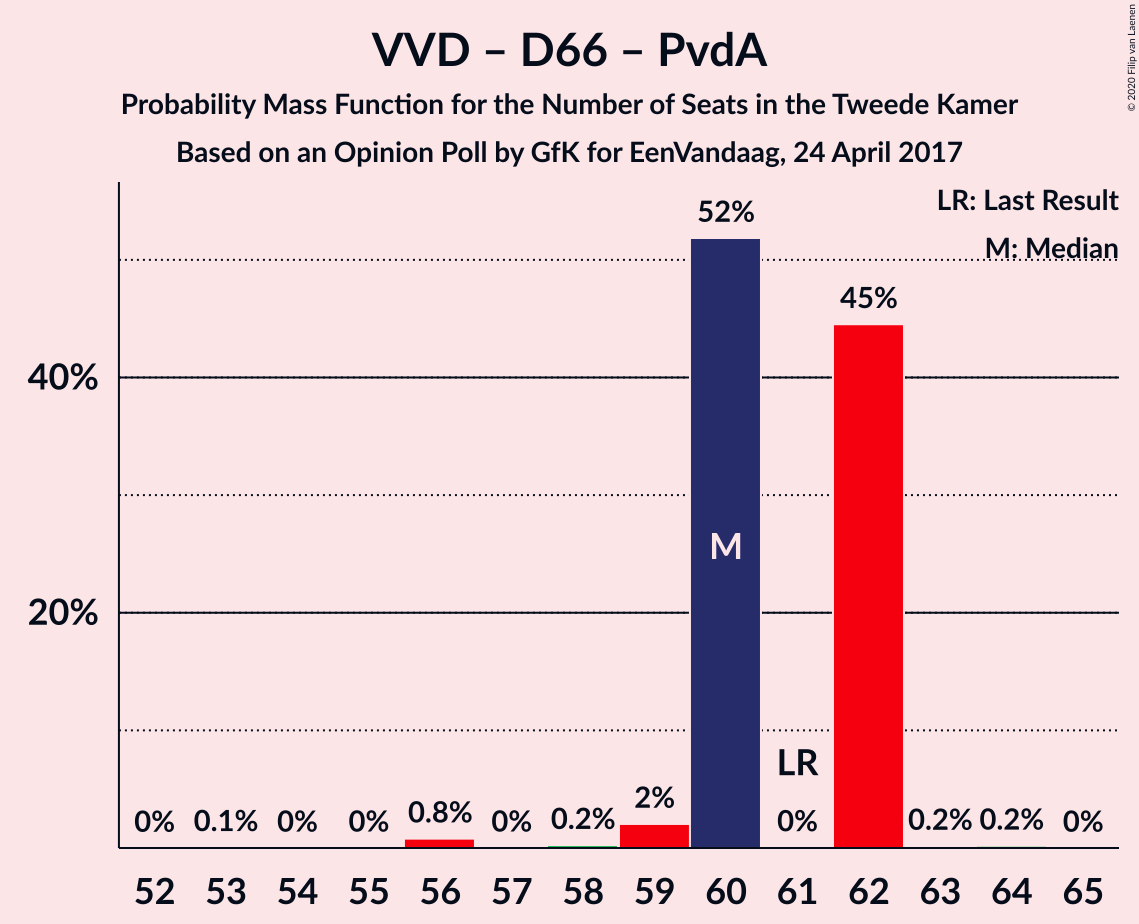 VVD – D66 – PvdA
Probability Mass Function for the Number of Seats in the Tweede Kamer
Based on an Opinion Poll by GfK for EenVandaag, 24 April 2017
© 2020 Filip van Laenen
LR: Last Result
M: Median
52%
45%
40%
M
20%
LR
0% 0.1% 0% 0% 0.8% 0% 0.2% 2% 0% 0.2% 0.2% 0%
52 53 54 55 56 57 58 59 60 61 62 63 64 65